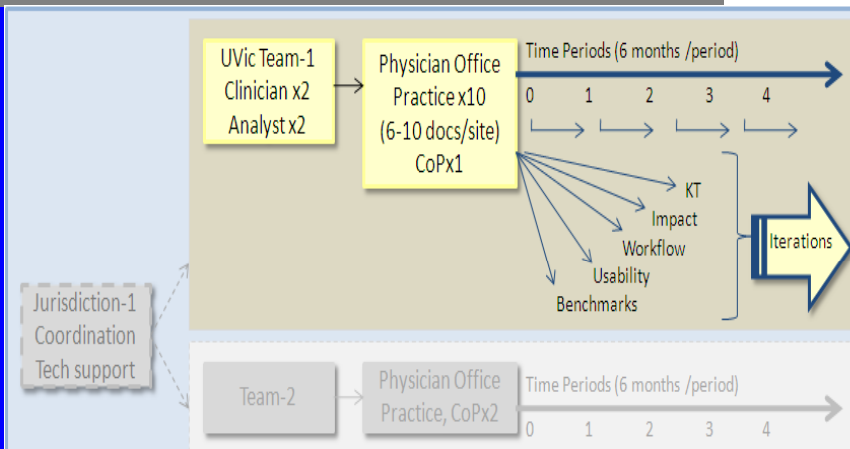 UVic Team-1
Clinician x2
Analyst x2
Physician Office
Practice x10
(6-10 docs/site)
CoPx1
Time Periods (6 months /period)
0 1 2 3 4
KT
Impact
Workflow
Usability
Benchmarks
Iterations
Jurisdiction-1
Coordination
Tech support
Team-2
Physician Office
Practice, CoPx2
Time Periods (6 months /period)
0 1 2 3 4